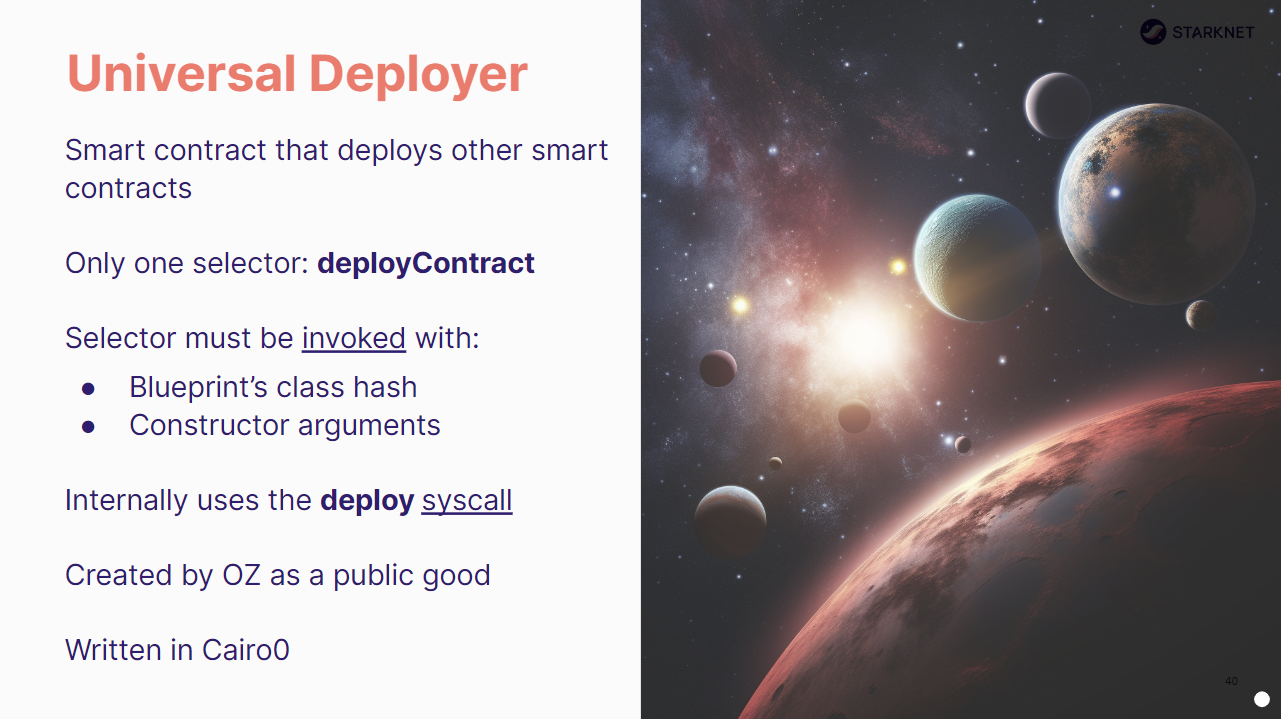 Universal Deployer
Smart contract that deploys other smart
contracts
Only one selector: deployContract
Selector must be invoked with:
● Blueprint's class hash
● Constructor arguments
Internally uses the deploy syscall
Created by OZ as a public good
Written in Cairo0
STARKNET
40